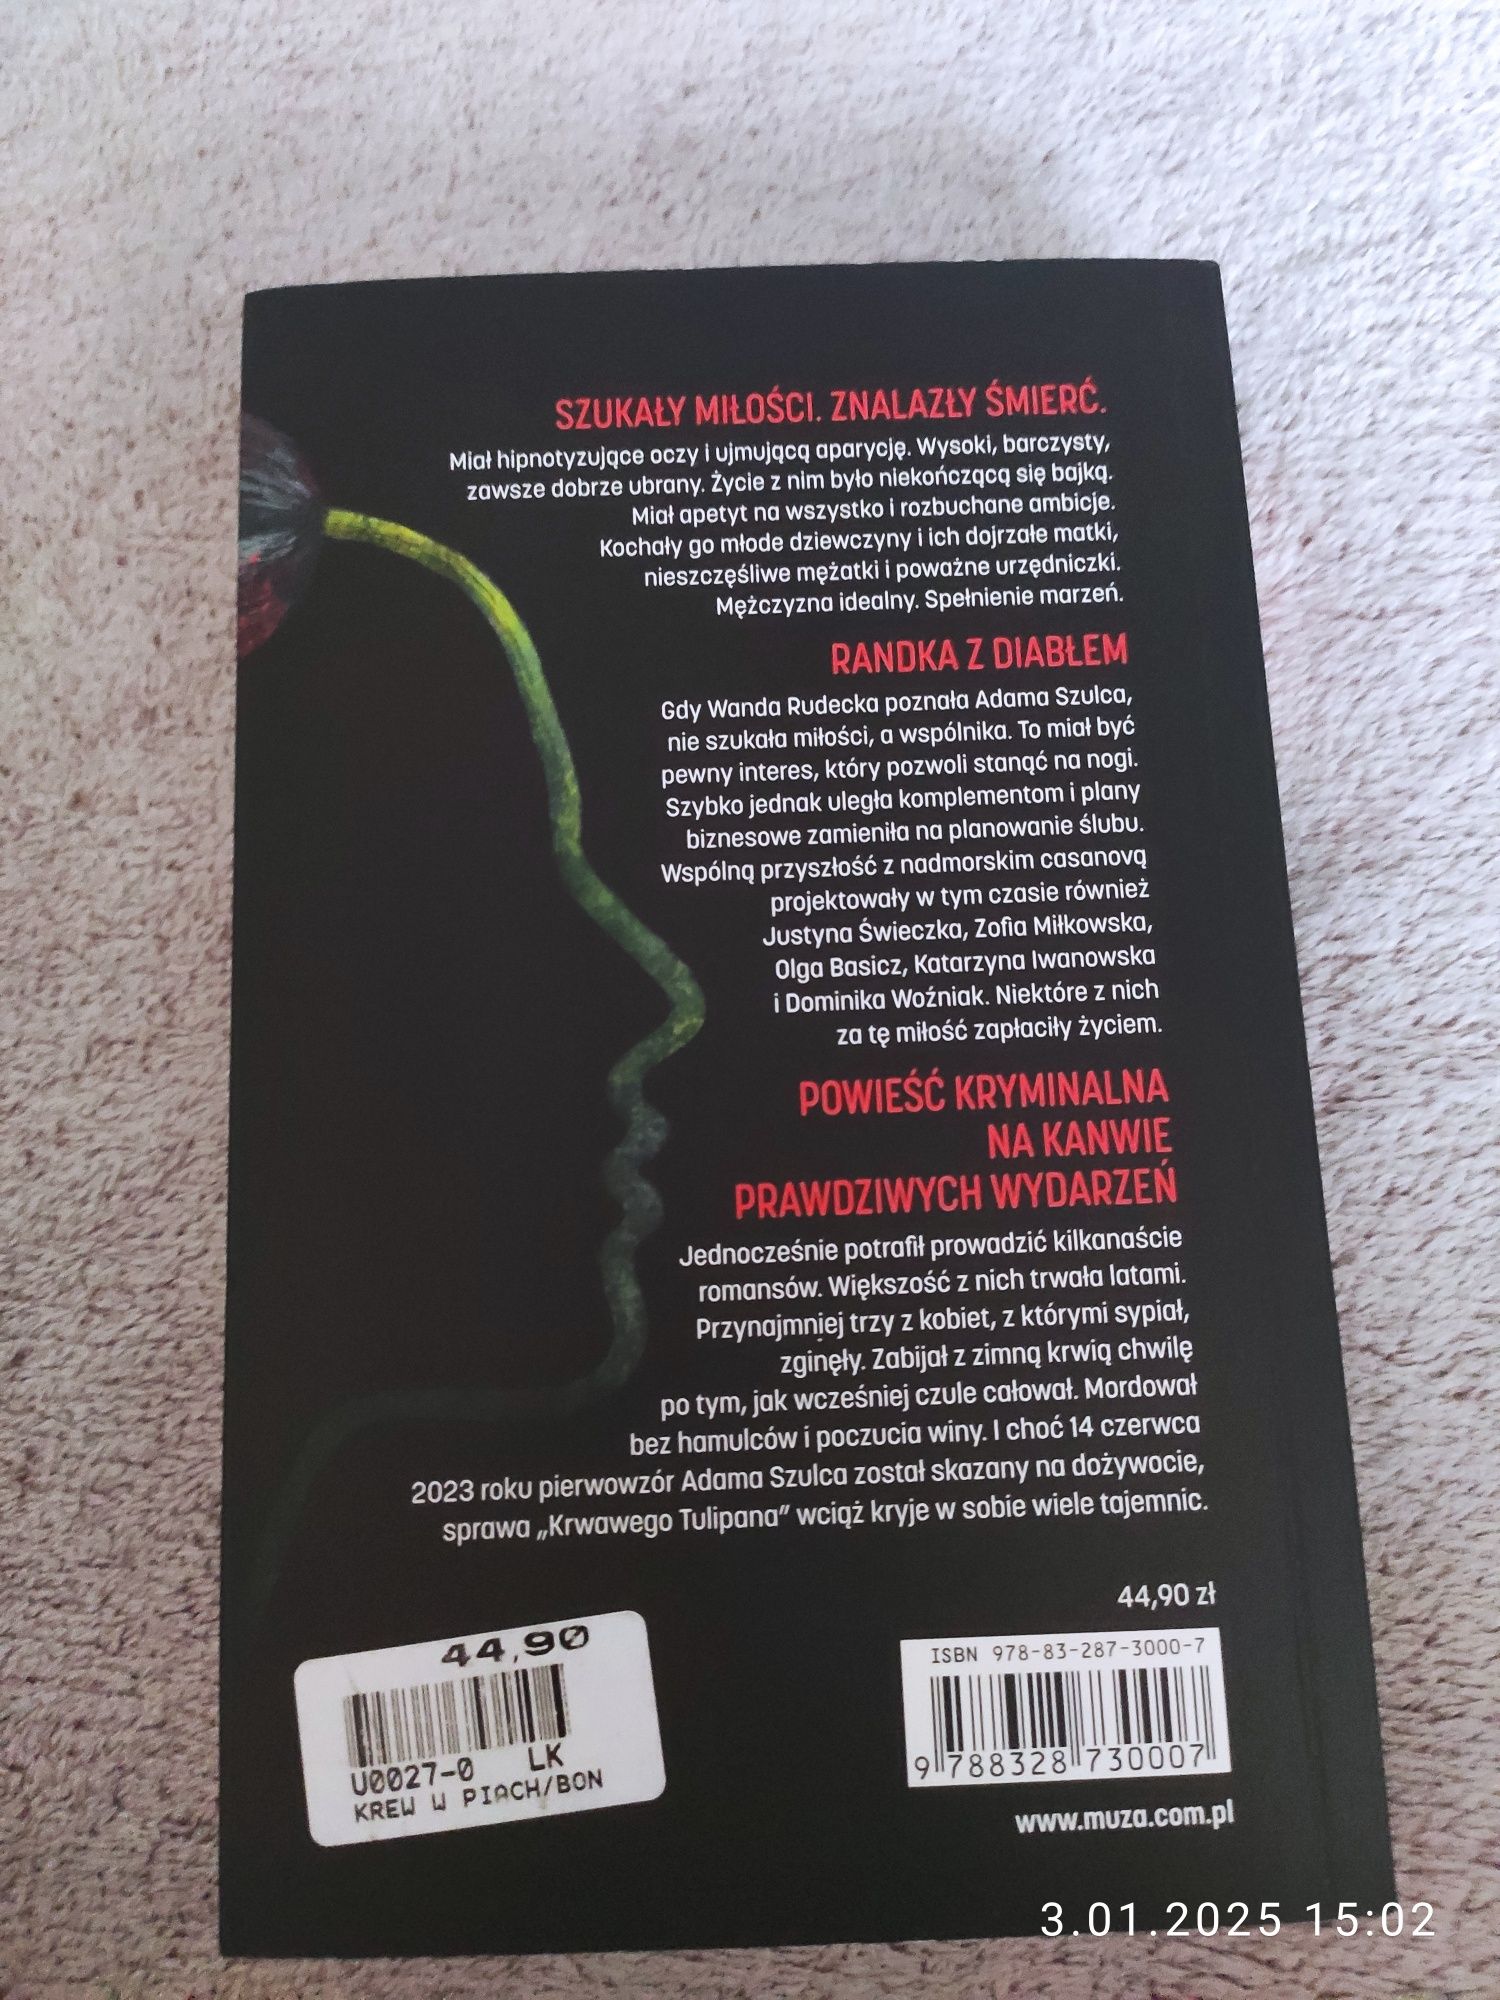 SZUKAŁY MIŁOŚCI. ZNALAZŁY ŚMIERĆ.
Miał hipnotyzujące oczy i ujmującą aparycję. Wysoki, barczysty,
zawsze dobrze ubrany. Życie z nim było niekończącą się bajką.
Miał apetyt na wszystko i rozbuchane ambicje.
Kochały go młode dziewczyny i ich dojrzałe matki,
nieszczęśliwe mężatki i poważne urzędniczki.
Mężczyzna idealny. Spełnienie marzeń.
RANDKA Z DIABŁEM
Gdy Wanda Rudecka poznała Adama Szulca,
nie szukała miłości, a wspólnika. To miał być
pewny interes, który pozwoli stanąć na nogi.
Szybko jednak uległa komplementom i plany
biznesowe zamieniła na planowanie ślubu.
Wspólną przyszłość z nadmorskim casanovą
projektowały w tym czasie również
Justyna Świeczka, Zofia Miłkowska,
Olga Basicz, Katarzyna Iwanowska
i Dominika Woźniak. Niektóre z nich
za tę miłość zapłaciły życiem.
POWIEŚĆ KRYMINALNA
NA KANWIE
PRAWDZIWYCH WYDARZEŃ
Jednocześnie potrafił prowadzić kilkanaście
romansów. Większość z nich trwała latami.
Przynajmniej trzy z kobiet, z którymi sypiał,
zginęły. Zabijał z zimną krwią chwilę
po tym, jak wcześniej czule całował. Mordował
bez hamulców i poczucia winy. I choć 14 czerwca
2023 roku pierwowzór Adama Szulca został skazany na dożywocie,
sprawa „Krwawego Tulipana” wciąż kryje w sobie wiele tajemnic.
44,90 zł
44,90
U0027-0 LK
KREW W PIACH/BON
ISBN 978-83-287-3000-7
9 788328 730007
www.muza.com.pl
3.01.2025 15:02